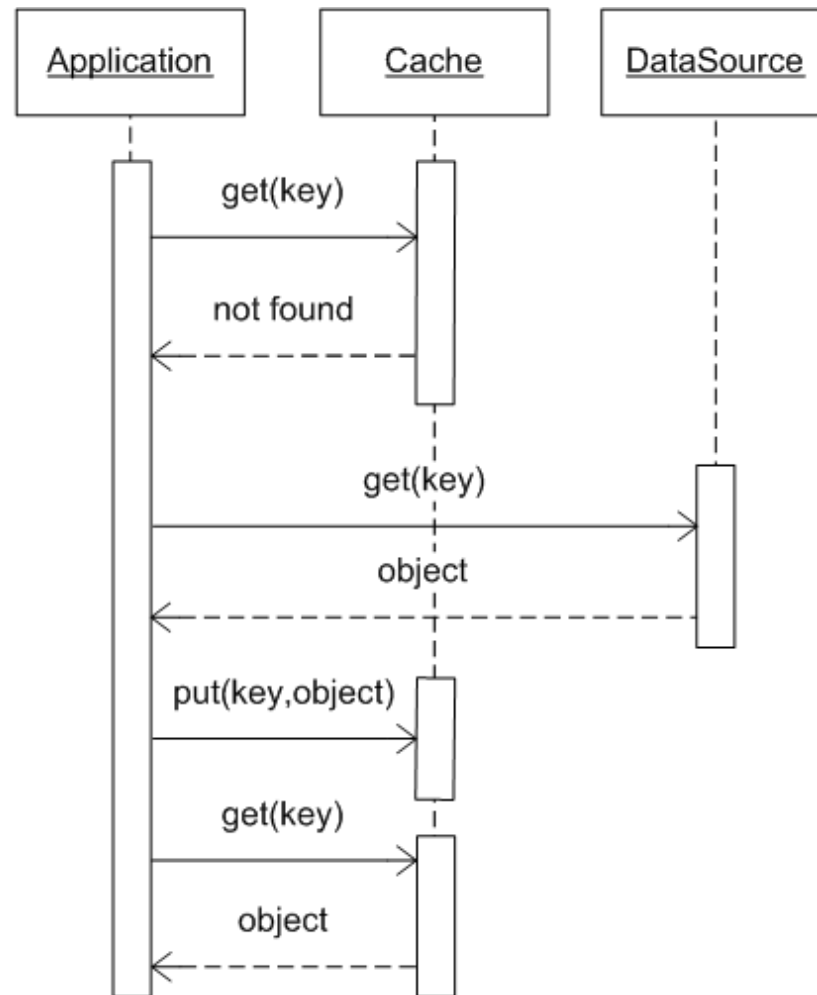 Application
Cache
DataSource
get(key)
not found
get(key)
object
put(key,object)
get(key)
object